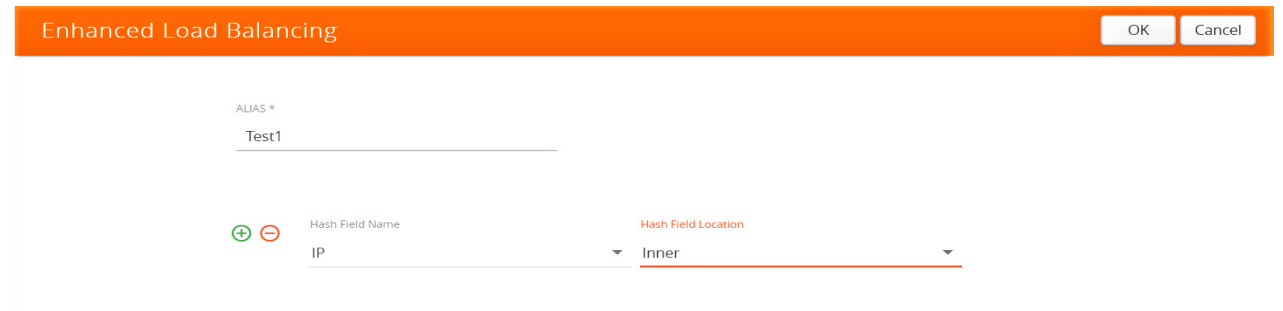 Enhanced Load Balancing
OK
Cancel
ALIAS *
Test1
Hash Field Name
Hash Field Location
IP
Inner